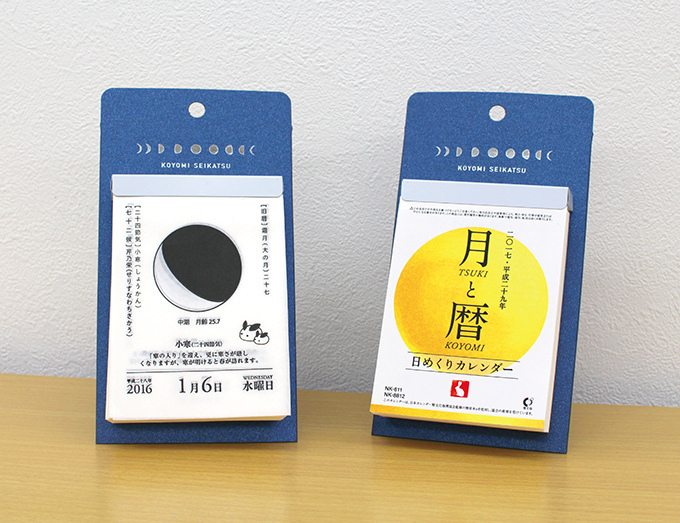 KOYOMI SEIKATSU
【旧暦】霜月(大の月)二十七
【二十四節気】小寒(しょうかん)
【七十二候】芹乃栄(せりすなわちさかう)
中潮 月齢 25.7
小寒(二十四節気)
「寒の入り」を迎え、更に寒さが厳し
くなりますが、寒が明けると春が訪れます。
平成二十八年
2016
1月6日
WEDNESDAY
水曜日
KOYOMI SEIKATSU
二〇一七・平成二十九年
月
TSUKI
と
暦
KOYOMI
日めくりカレンダー
NK-811
NK-8812